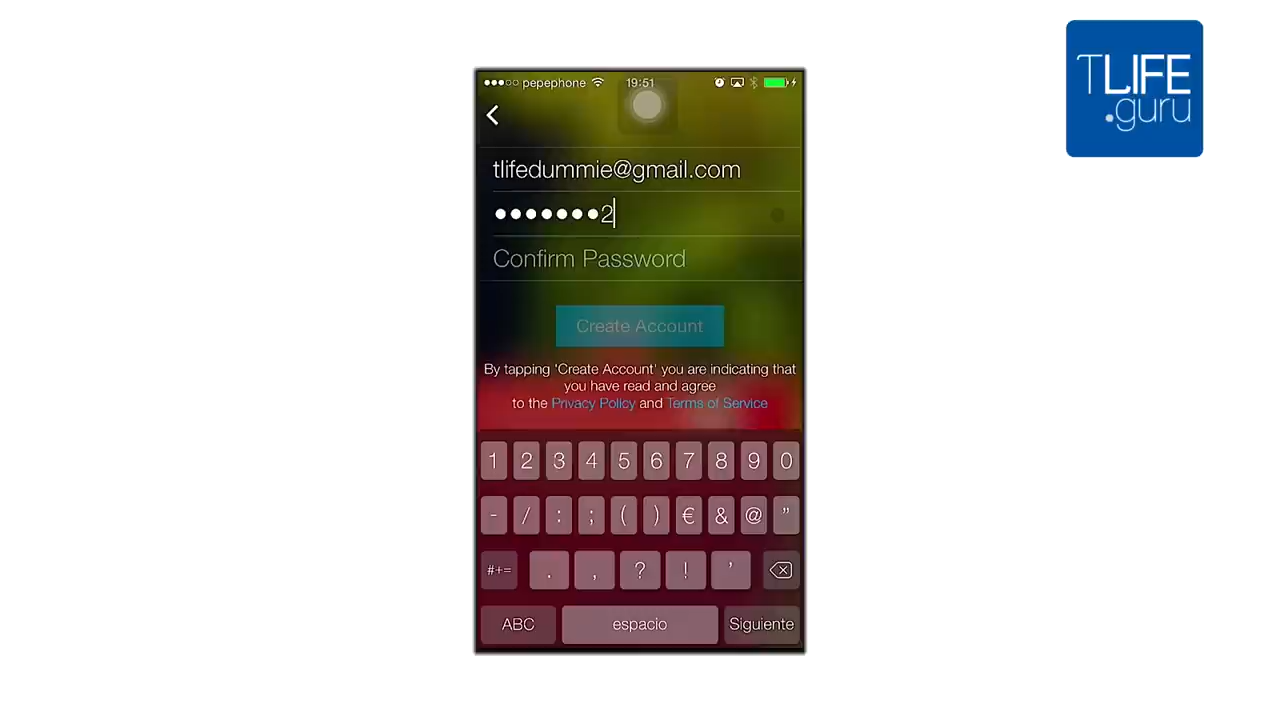 TLIFE
.guru
pepephone 19:51
tlifedummie@gmail.com
•••••••2
Confirm Password
Create Account
By tapping 'Create Account' you are indicating that
you have read and agree
to the Privacy Policy and Terms of Service
1 2 3 4 5 6 7 8 9 0
- / : ; ( ) € & @ "
#+= . , ? ! '
ABC espacio Siguiente